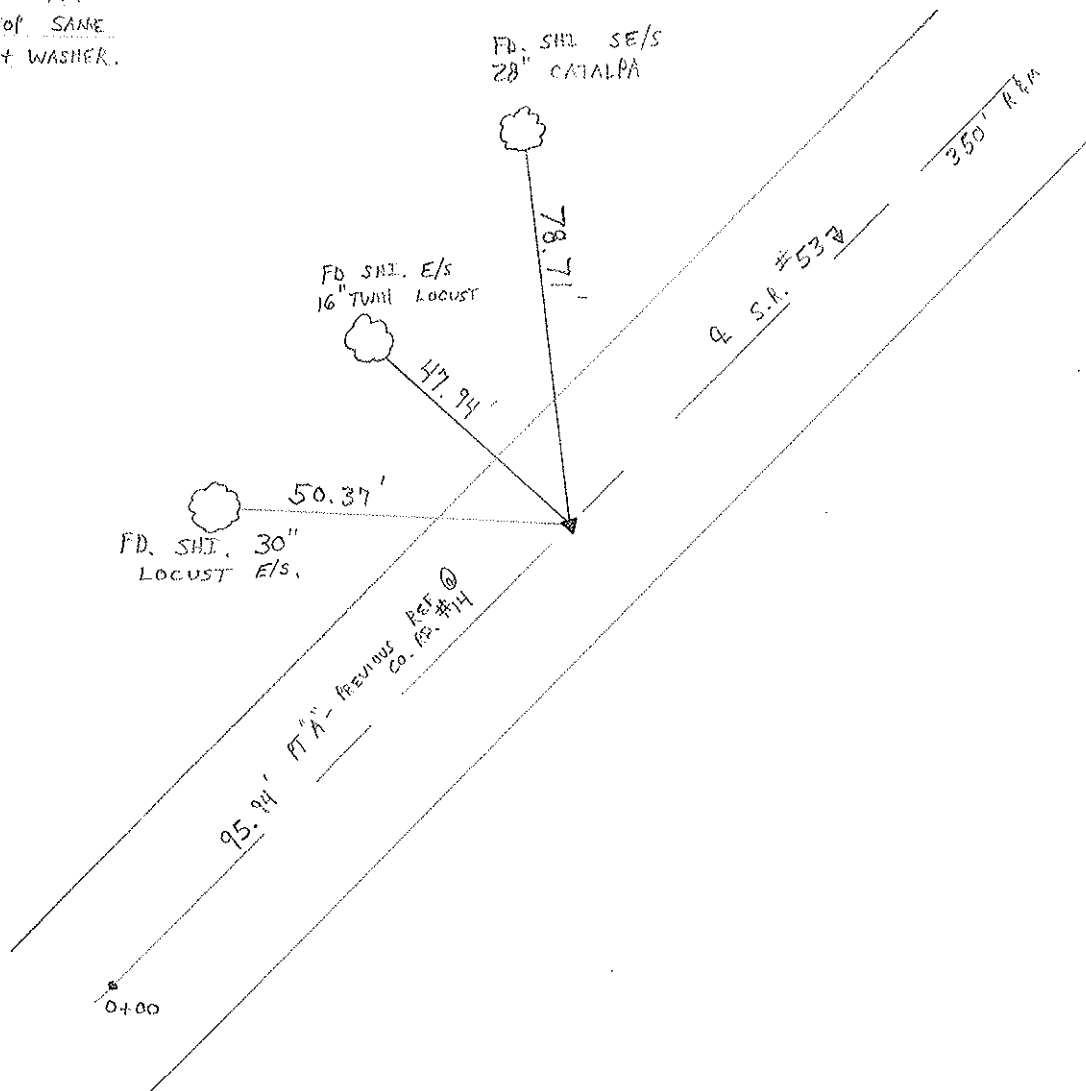 OF SAME
+ WASHER.
FD. SHI SE/S
28" CATALPA
350' R&M
78.71'
℄ S.R. #53
FD SHI. E/S
16" TWIN LOCUST
47.94'
50.37'
FD. SHI. 30"
LOCUST E/S.
95.94' PT "A" - PREVIOUS REF @
CO. RD. #14
0+00